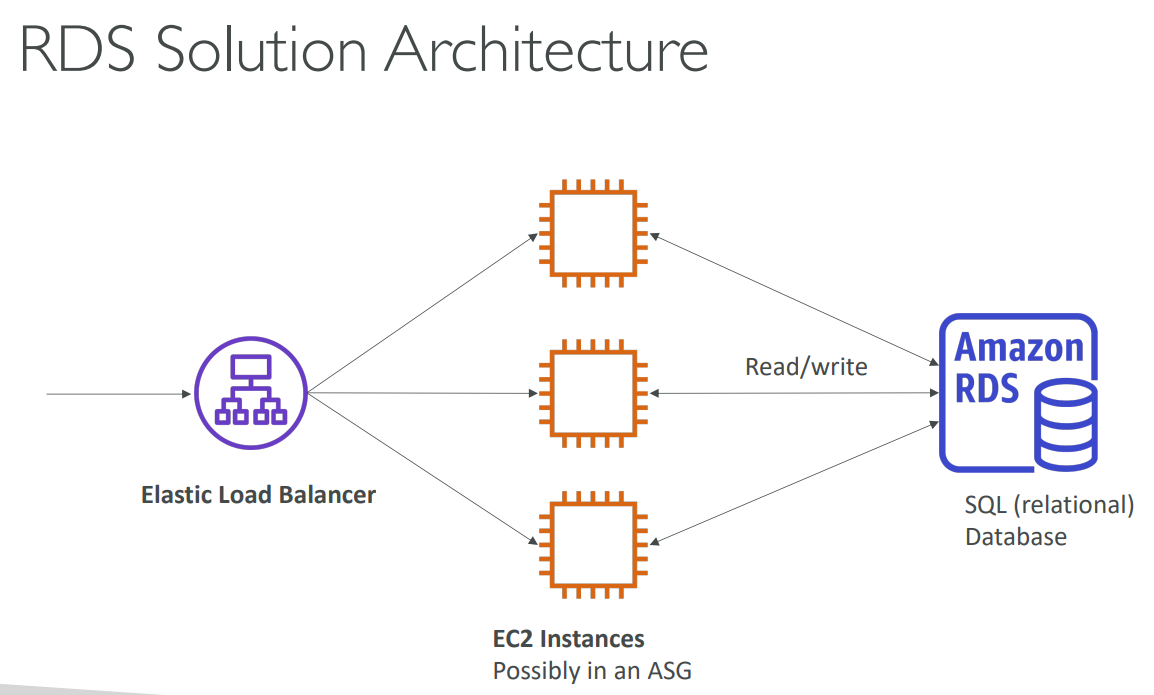 RDS Solution Architecture
Read/write
Amazon
RDS
Elastic Load Balancer
SQL (relational)
Database
EC2 Instances
Possibly in an ASG